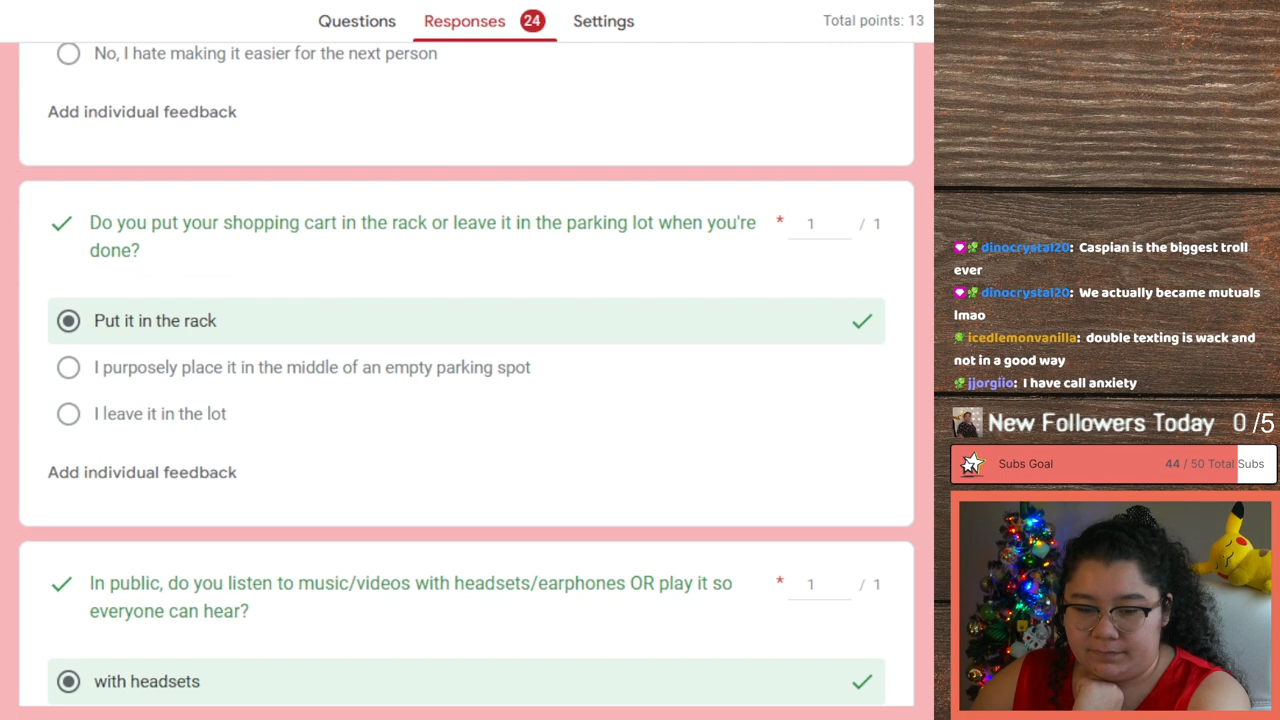 Questions
Responses
24
Settings
Total points: 13
No, I hate making it easier for the next person
Add individual feedback
Do you put your shopping cart in the rack or leave it in the parking lot when you're
done?
* 1 / 1
Put it in the rack
I purposely place it in the middle of an empty parking spot
I leave it in the lot
Add individual feedback
In public, do you listen to music/videos with headsets/earphones OR play it so
everyone can hear?
* 1 / 1
with headsets
dinocrystal20: Caspian is the biggest troll
ever
dinocrystal20: We actually became mutuals
lmao
icedlemonvanilla: double texting is wack and
not in a good way
jjorgiio: I have call anxiety
New Followers Today 0 /5
Subs Goal 44 / 50 Total Subs